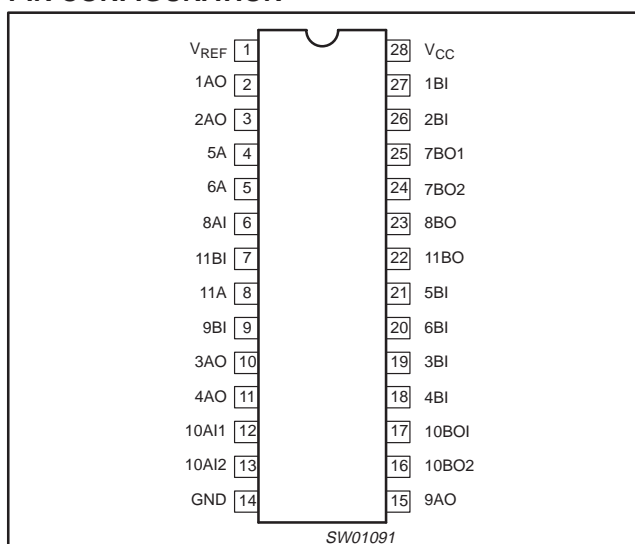 VREF 1 28 VCC
1AO 2 27 1BI
2AO 3 26 2BI
5A 4 25 7BO1
6A 5 24 7BO2
8AI 6 23 8BO
11BI 7 22 11BO
11A 8 21 5BI
9BI 9 20 6BI
3AO 10 19 3BI
4AO 11 18 4BI
10AI1 12 17 10BOI
10AI2 13 16 10BO2
GND 14 15 9AO
SW01091